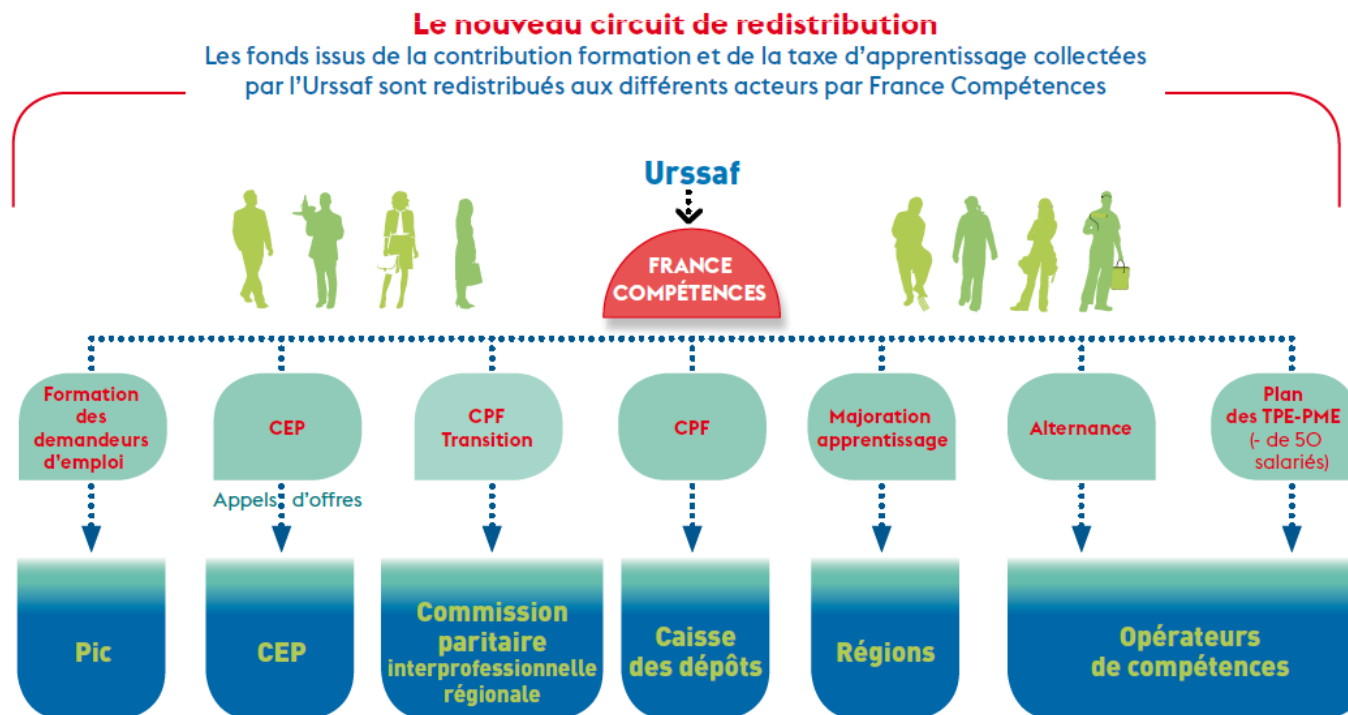 Le nouveau circuit de redistribution
Les fonds issus de la contribution formation et de la taxe d'apprentissage collectées
par l'Urssaf sont redistribués aux différents acteurs par France Compétences
Urssaf
FRANCE
COMPÉTENCES
Formation
des
demandeurs
d'emploi
CEP
CPF
Transition
CPF
Majoration
apprentissage
Alternance
Plan
des TPE-PME
(- de 50
salariés)
Appels d'offres
Pic
CEP
Commission
paritaire
interprofessionnelle
régionale
Caisse
des dépôts
Régions
Opérateurs
de compétences